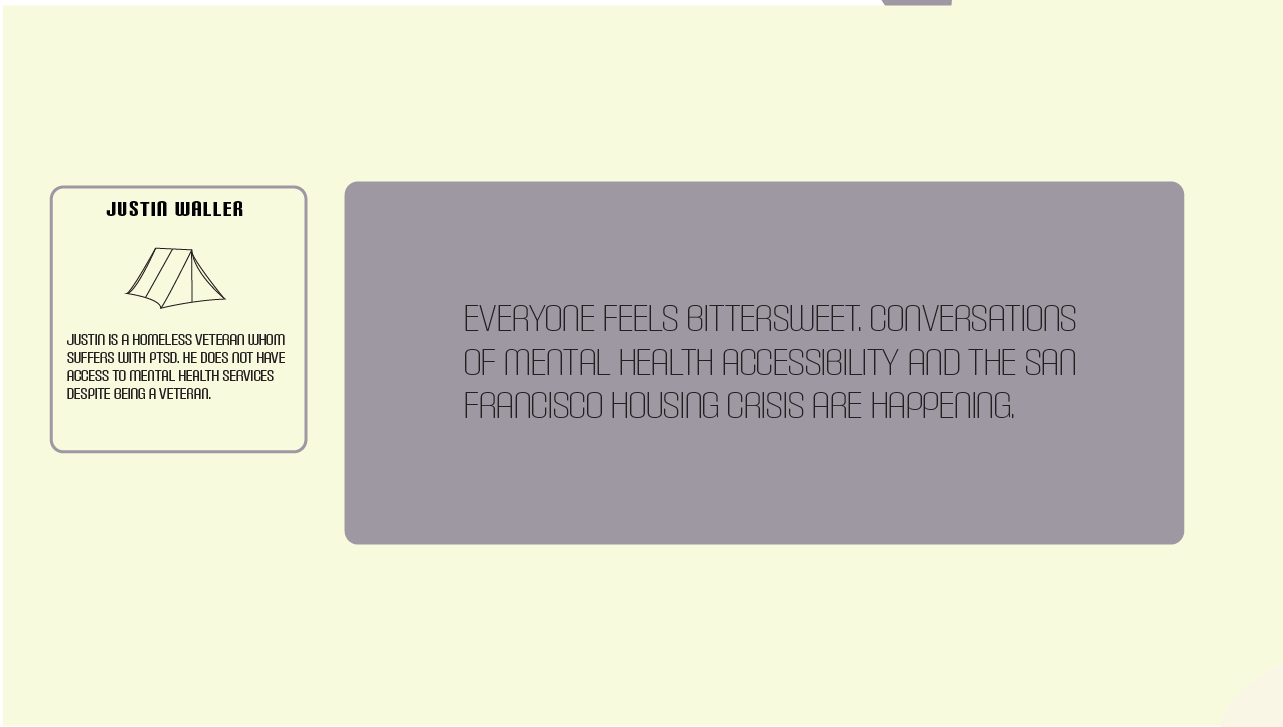 JUSTIN WALLER
JUSTIN IS A HOMELESS VETERAN WHOM
SUFFERS WITH PTSD. HE DOES NOT HAVE
ACCESS TO MENTAL HEALTH SERVICES
DESPITE BEING A VETERAN.
EVERYONE FEELS BITTERSWEET. CONVERSATIONS
OF MENTAL HEALTH ACCESSIBILITY AND THE SAN
FRANCISCO HOUSING CRISIS ARE HAPPENING.